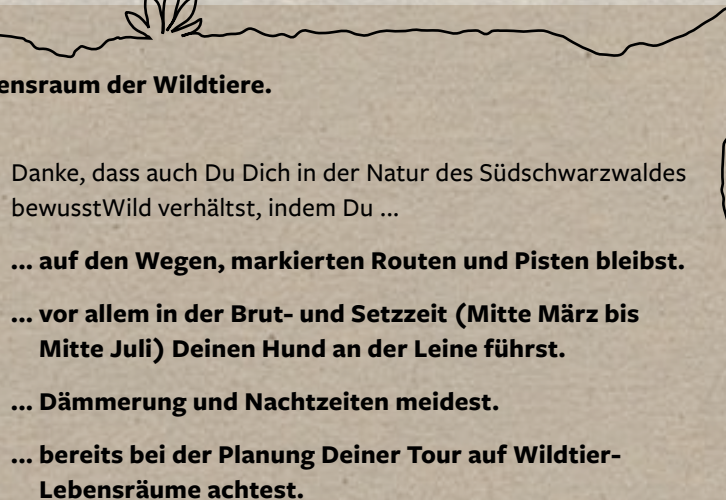 ensraum der Wildtiere.
Danke, dass auch Du Dich in der Natur des Südschwarzwaldes
bewusstWild verhältst, indem Du ...
... auf den Wegen, markierten Routen und Pisten bleibst.
... vor allem in der Brut- und Setzzeit (Mitte März bis
Mitte Juli) Deinen Hund an der Leine führst.
... Dämmerung und Nachtzeiten meidest.
... bereits bei der Planung Deiner Tour auf Wildtier-
Lebensräume achtest.